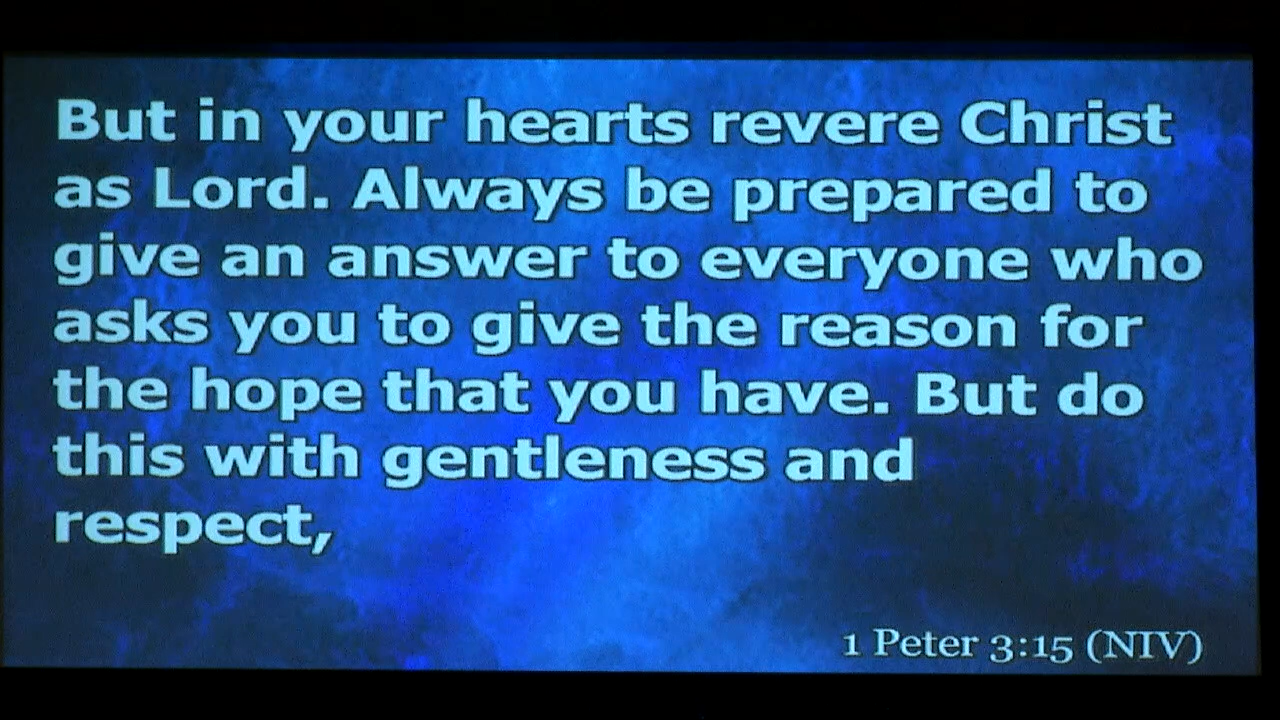 But in your hearts revere Christ
as Lord. Always be prepared to
give an answer to everyone who
asks you to give the reason for
the hope that you have. But do
this with gentleness and
respect,
1 Peter 3:15 (NIV)